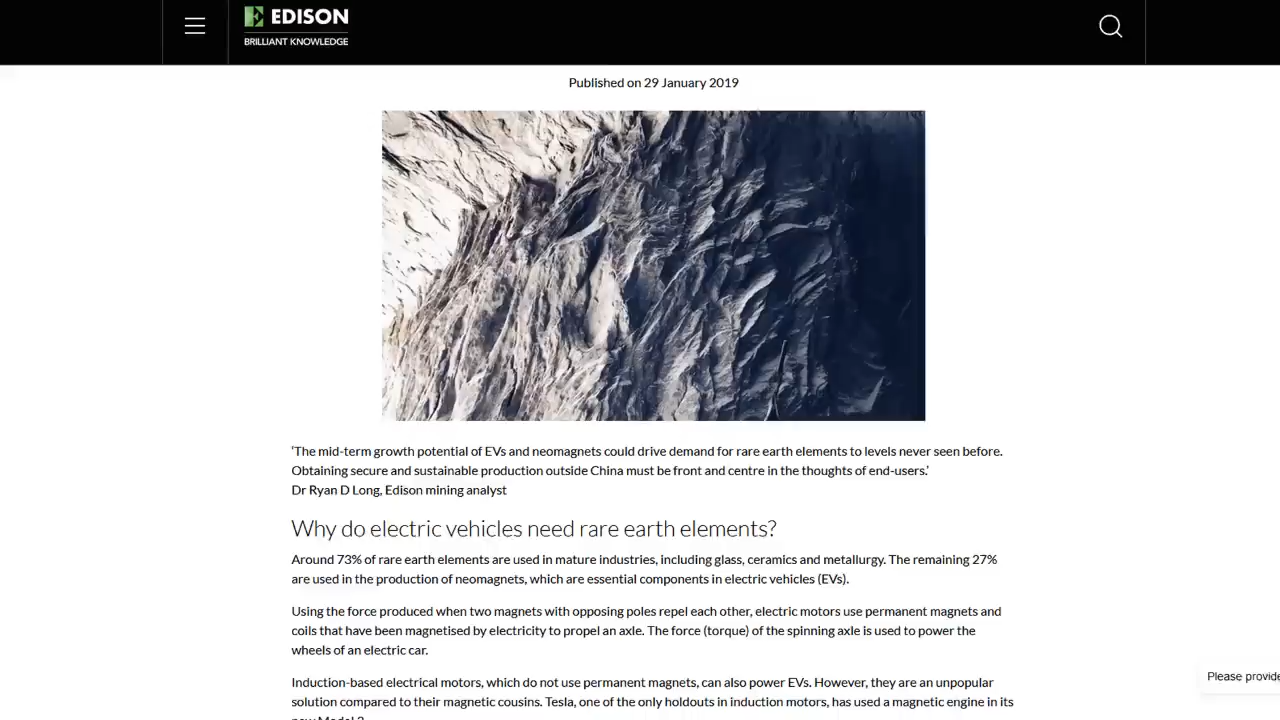 EDISON
BRILLIANT KNOWLEDGE
Published on 29 January 2019
‘The mid-term growth potential of EVs and neomagnets could drive demand for rare earth elements to levels never seen before.
Obtaining secure and sustainable production outside China must be front and centre in the thoughts of end-users.’
Dr Ryan D Long, Edison mining analyst
Why do electric vehicles need rare earth elements?
Around 73% of rare earth elements are used in mature industries, including glass, ceramics and metallurgy. The remaining 27%
are used in the production of neomagnets, which are essential components in electric vehicles (EVs).
Using the force produced when two magnets with opposing poles repel each other, electric motors use permanent magnets and
coils that have been magnetised by electricity to propel an axle. The force (torque) of the spinning axle is used to power the
wheels of an electric car.
Induction-based electrical motors, which do not use permanent magnets, can also power EVs. However, they are an unpopular
solution compared to their magnetic cousins. Tesla, one of the only holdouts in induction motors, has used a magnetic engine in its
new Model 3
Please provide